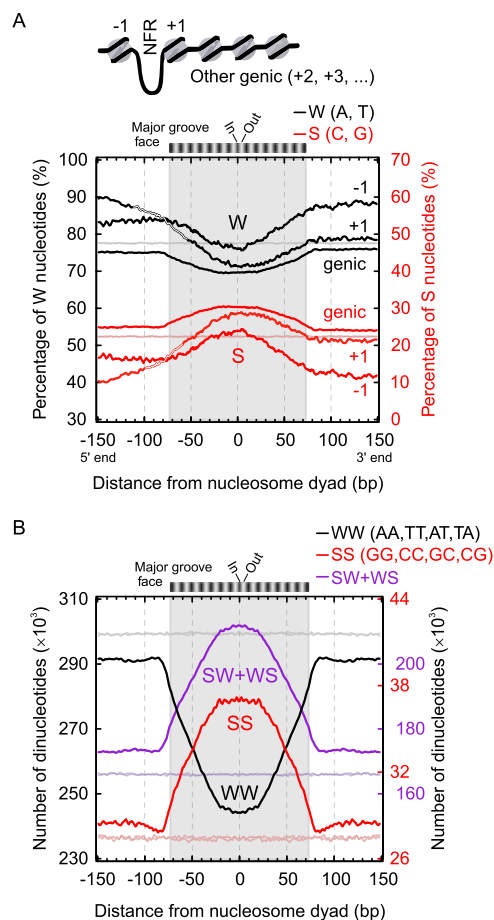 A
-1
NFR
+1
Other genic (+2, +3, ...)
W (A, T)
S (C, G)
Major groove
face
In
Out
Percentage of W nucleotides (%)
100
90
80
70
60
50
40
30
W
-1
+1
genic
genic
+1
-1
S
70
60
50
40
30
20
10
0
Percentage of S nucleotides (%)
-150 -100 -50 0 50 100 150
5' end 3' end
Distance from nucleosome dyad (bp)
B
WW (AA,TT,AT,TA)
SS (GG,CC,GC,CG)
SW+WS
Major groove
face
In
Out
Number of dinucleotides (×10³)
310
290
270
260
240
230
SW+WS
SS
WW
44
38
32
26
200
180
160
Number of dinucleotides (×10³)
-150 -100 -50 0 50 100 150
Distance from nucleosome dyad (bp)